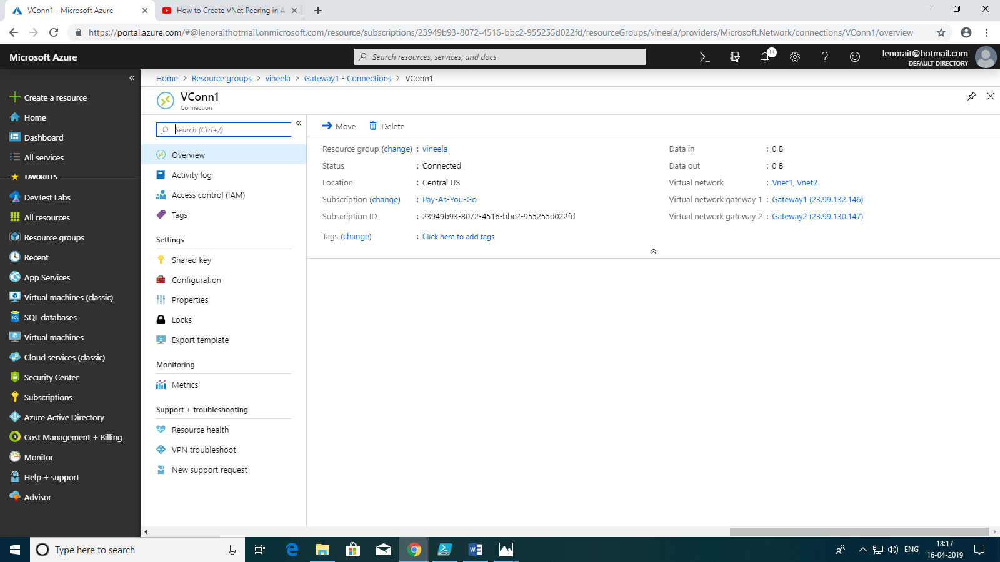 VConn1 - Microsoft Azure
How to Create VNet Peering in A
https://portal.azure.com/#@lenoraithotmail.onmicrosoft.com/resource/subscriptions/23949b93-8072-4516-bbc2-955255d022fd/resourceGroups/vineela/providers/Microsoft.Network/connections/VConn1/overview
Microsoft Azure
Search resources, services, and docs
11
lenorait@hotmail.com
DEFAULT DIRECTORY
Create a resource
Home
Dashboard
All services
FAVORITES
DevTest Labs
All resources
Resource groups
Recent
App Services
Virtual machines (classic)
SQL databases
Virtual machines
Cloud services (classic)
Security Center
Subscriptions
Azure Active Directory
Cost Management + Billing
Monitor
Help + support
Advisor
Home > Resource groups > vineela > Gateway1 - Connections > VConn1
VConn1
Connection
Search (Ctrl+/)
Overview
Activity log
Access control (IAM)
Tags
Settings
Shared key
Configuration
Properties
Locks
Export template
Monitoring
Metrics
Support + troubleshooting
Resource health
VPN troubleshoot
New support request
Move Delete
Resource group (change) : vineela
Status : Connected
Location : Central US
Subscription (change) : Pay-As-You-Go
Subscription ID : 23949b93-8072-4516-bbc2-955255d022fd
Tags (change) : Click here to add tags
Data in : 0 B
Data out : 0 B
Virtual network : Vnet1, Vnet2
Virtual network gateway 1 : Gateway1 (23.99.132.146)
Virtual network gateway 2 : Gateway2 (23.99.130.147)
Type here to search
ENG
18:17
16-04-2019